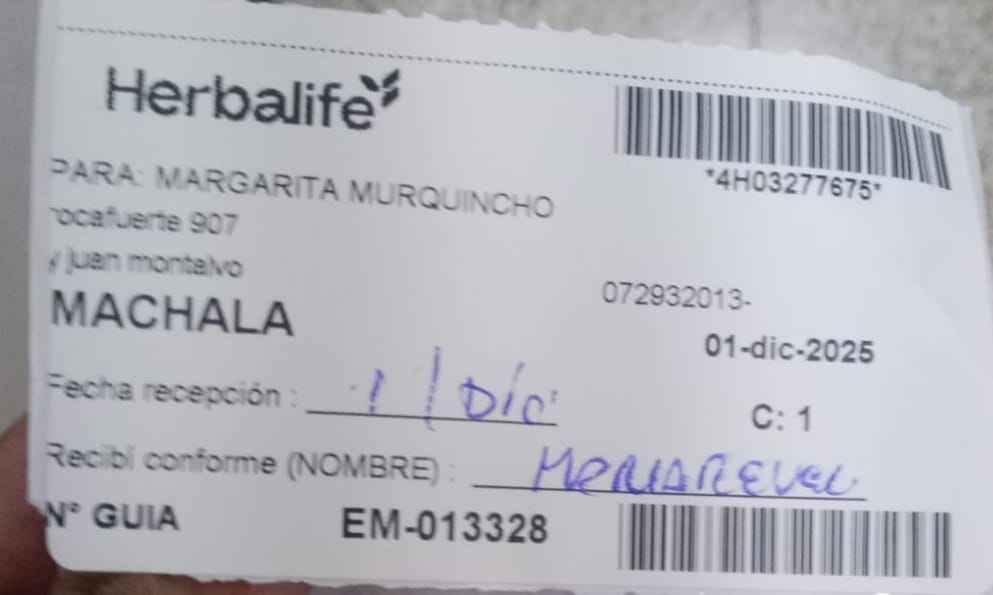 Herbalife
*4H03277675*
PARA: MARGARITA MURQUINCHO
rocafuerte 907
y juan montalvo
MACHALA
072932013-
01-dic-2025
Fecha recepción : 1 / Dic
C: 1
Recibí conforme (NOMBRE) :
N° GUIA EM-013328